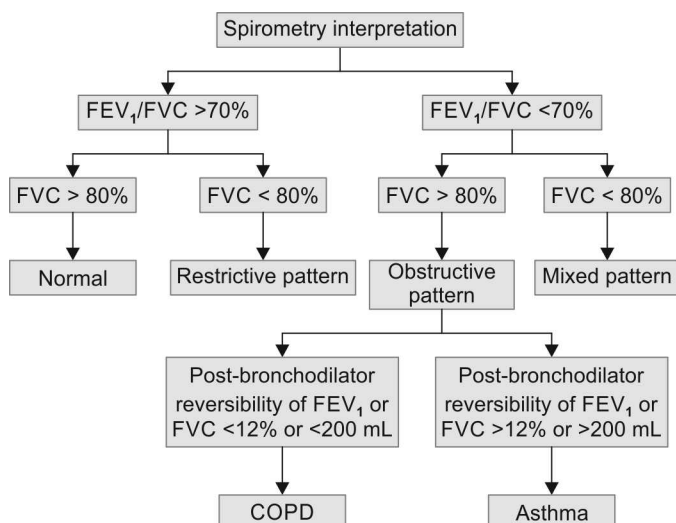 Spirometry interpretation
FEV₁/FVC >70%
FEV₁/FVC <70%
FVC > 80%
FVC < 80%
FVC > 80%
FVC < 80%
Normal
Restrictive pattern
Obstructive
pattern
Mixed pattern
Post-bronchodilator
reversibility of FEV₁ or
FVC <12% or <200 mL
Post-bronchodilator
reversibility of FEV₁ or
FVC >12% or >200 mL
COPD
Asthma